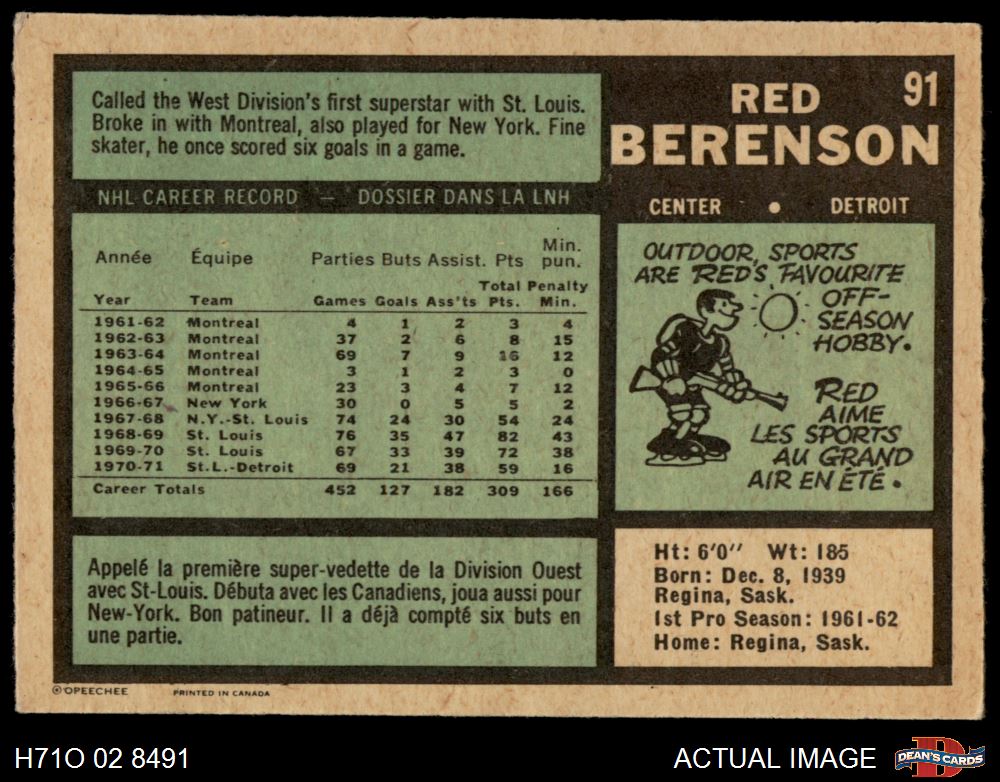 Called the West Division's first superstar with St. Louis.
Broke in with Montreal, also played for New York. Fine
skater, he once scored six goals in a game.
91
RED
BERENSON
CENTER • DETROIT
NHL CAREER RECORD — DOSSIER DANS LA LNH
Année Équipe Parties Buts Assist. Pts Min. pun.
Year Team Games Goals Ass'ts Total Pts. Penalty Min.
1961-62 Montreal 4 1 2 3 4
1962-63 Montreal 37 2 6 8 15
1963-64 Montreal 69 7 9 16 12
1964-65 Montreal 3 1 2 3 0
1965-66 Montreal 23 3 4 7 12
1966-67 New York 30 0 5 5 2
1967-68 N.Y.-St. Louis 74 24 30 54 24
1968-69 St. Louis 76 35 47 82 43
1969-70 St. Louis 67 33 39 72 38
1970-71 St.L.-Detroit 69 21 38 59 16
Career Totals 452 127 182 309 166
OUTDOOR, SPORTS
ARE RED'S, FAVOURITE
OFF-
SEASON
HOBBY.
RED
AIME
LES SPORTS
AU GRAND
AIR EN ÉTÉ.
Appelé la première super-vedette de la Division Ouest
avec St-Louis. Débuta avec les Canadiens, joua aussi pour
New-York. Bon patineur. Il a déjà compté six buts en
une partie.
Ht: 6'0" Wt: 185
Born: Dec. 8, 1939
Regina, Sask.
1st Pro Season: 1961-62
Home: Regina, Sask.
© OPEECHEE PRINTED IN CANADA
H71O 02 8491
ACTUAL IMAGE
D
DEAN'S CARDS